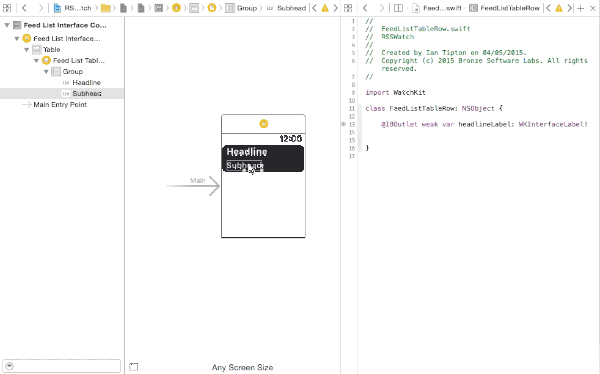 RS...tch
Group
Subhead
Feed...swift
FeedListTableRow
Feed List Interface Co...
Feed List Interface...
Table
Feed List Tabl...
Group
Headline
Subhead
Main Entry Point
Main
12:00
Headline
Subhead
Any Screen Size
1 //
2 // FeedListTableRow.swift
3 // RSSWatch
4 //
5 // Created by Ian Tipton on 04/05/2015.
6 // Copyright (c) 2015 Bronze Software Labs. All rights
reserved.
7 //
8
9 import WatchKit
10
11 class FeedListTableRow: NSObject {
12
13 @IBOutlet weak var headlineLabel: WKInterfaceLabel!
14
15
16 }
17